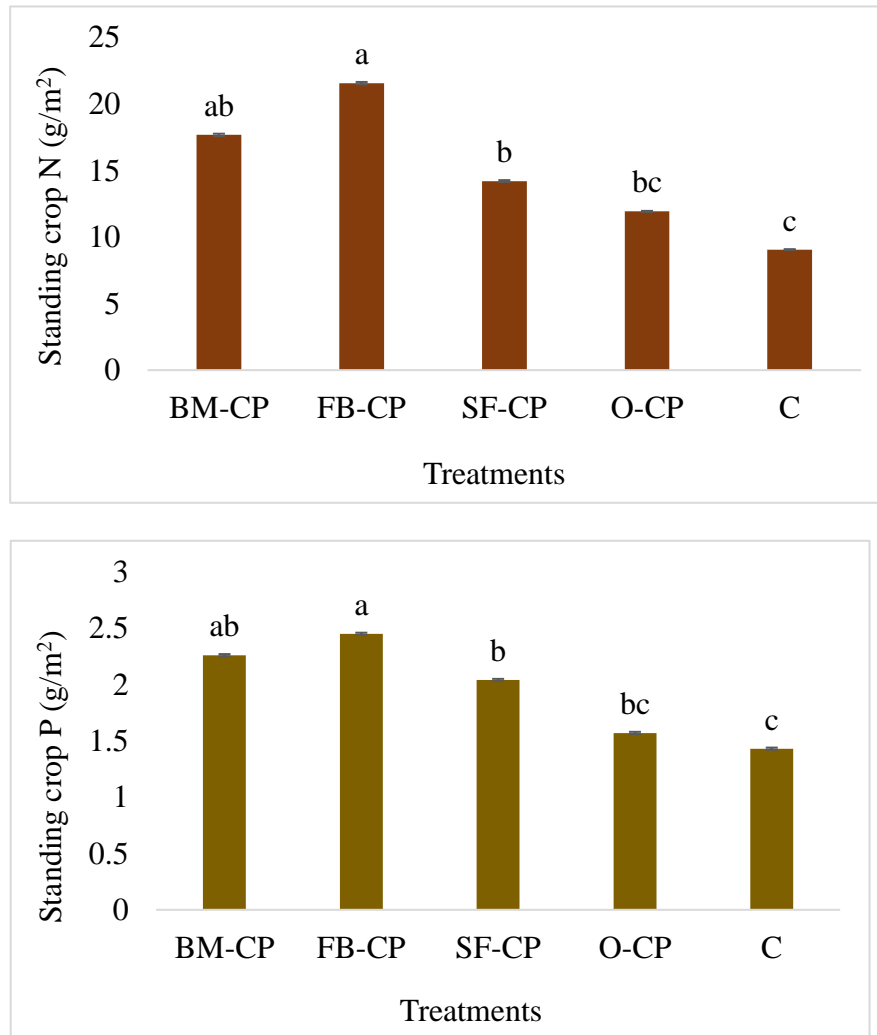 Standing crop N (g/m²)
25
20
15
10
5
0
ab
a
b
bc
c
BM-CP FB-CP SF-CP O-CP C
Treatments
Standing crop P (g/m²)
3
2.5
2
1.5
1
0.5
0
ab
a
b
bc
c
BM-CP FB-CP SF-CP O-CP C
Treatments